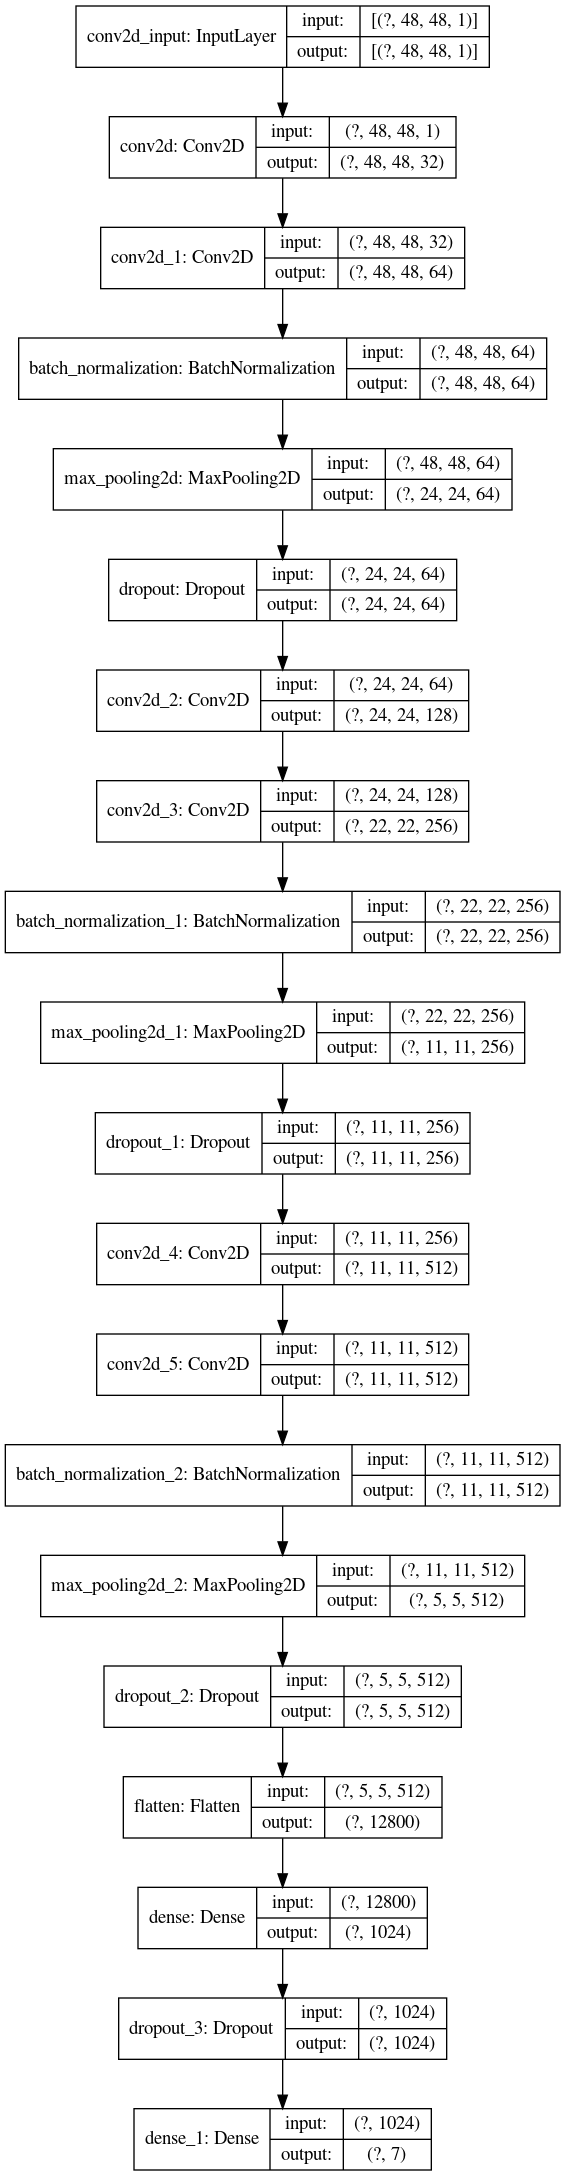 conv2d_input: InputLayer
input: [(?, 48, 48, 1)]
output: [(?, 48, 48, 1)]
conv2d: Conv2D
input: (?, 48, 48, 1)
output: (?, 48, 48, 32)
conv2d_1: Conv2D
input: (?, 48, 48, 32)
output: (?, 48, 48, 64)
batch_normalization: BatchNormalization
input: (?, 48, 48, 64)
output: (?, 48, 48, 64)
max_pooling2d: MaxPooling2D
input: (?, 48, 48, 64)
output: (?, 24, 24, 64)
dropout: Dropout
input: (?, 24, 24, 64)
output: (?, 24, 24, 64)
conv2d_2: Conv2D
input: (?, 24, 24, 64)
output: (?, 24, 24, 128)
conv2d_3: Conv2D
input: (?, 24, 24, 128)
output: (?, 22, 22, 256)
batch_normalization_1: BatchNormalization
input: (?, 22, 22, 256)
output: (?, 22, 22, 256)
max_pooling2d_1: MaxPooling2D
input: (?, 22, 22, 256)
output: (?, 11, 11, 256)
dropout_1: Dropout
input: (?, 11, 11, 256)
output: (?, 11, 11, 256)
conv2d_4: Conv2D
input: (?, 11, 11, 256)
output: (?, 11, 11, 512)
conv2d_5: Conv2D
input: (?, 11, 11, 512)
output: (?, 11, 11, 512)
batch_normalization_2: BatchNormalization
input: (?, 11, 11, 512)
output: (?, 11, 11, 512)
max_pooling2d_2: MaxPooling2D
input: (?, 11, 11, 512)
output: (?, 5, 5, 512)
dropout_2: Dropout
input: (?, 5, 5, 512)
output: (?, 5, 5, 512)
flatten: Flatten
input: (?, 5, 5, 512)
output: (?, 12800)
dense: Dense
input: (?, 12800)
output: (?, 1024)
dropout_3: Dropout
input: (?, 1024)
output: (?, 1024)
dense_1: Dense
input: (?, 1024)
output: (?, 7)